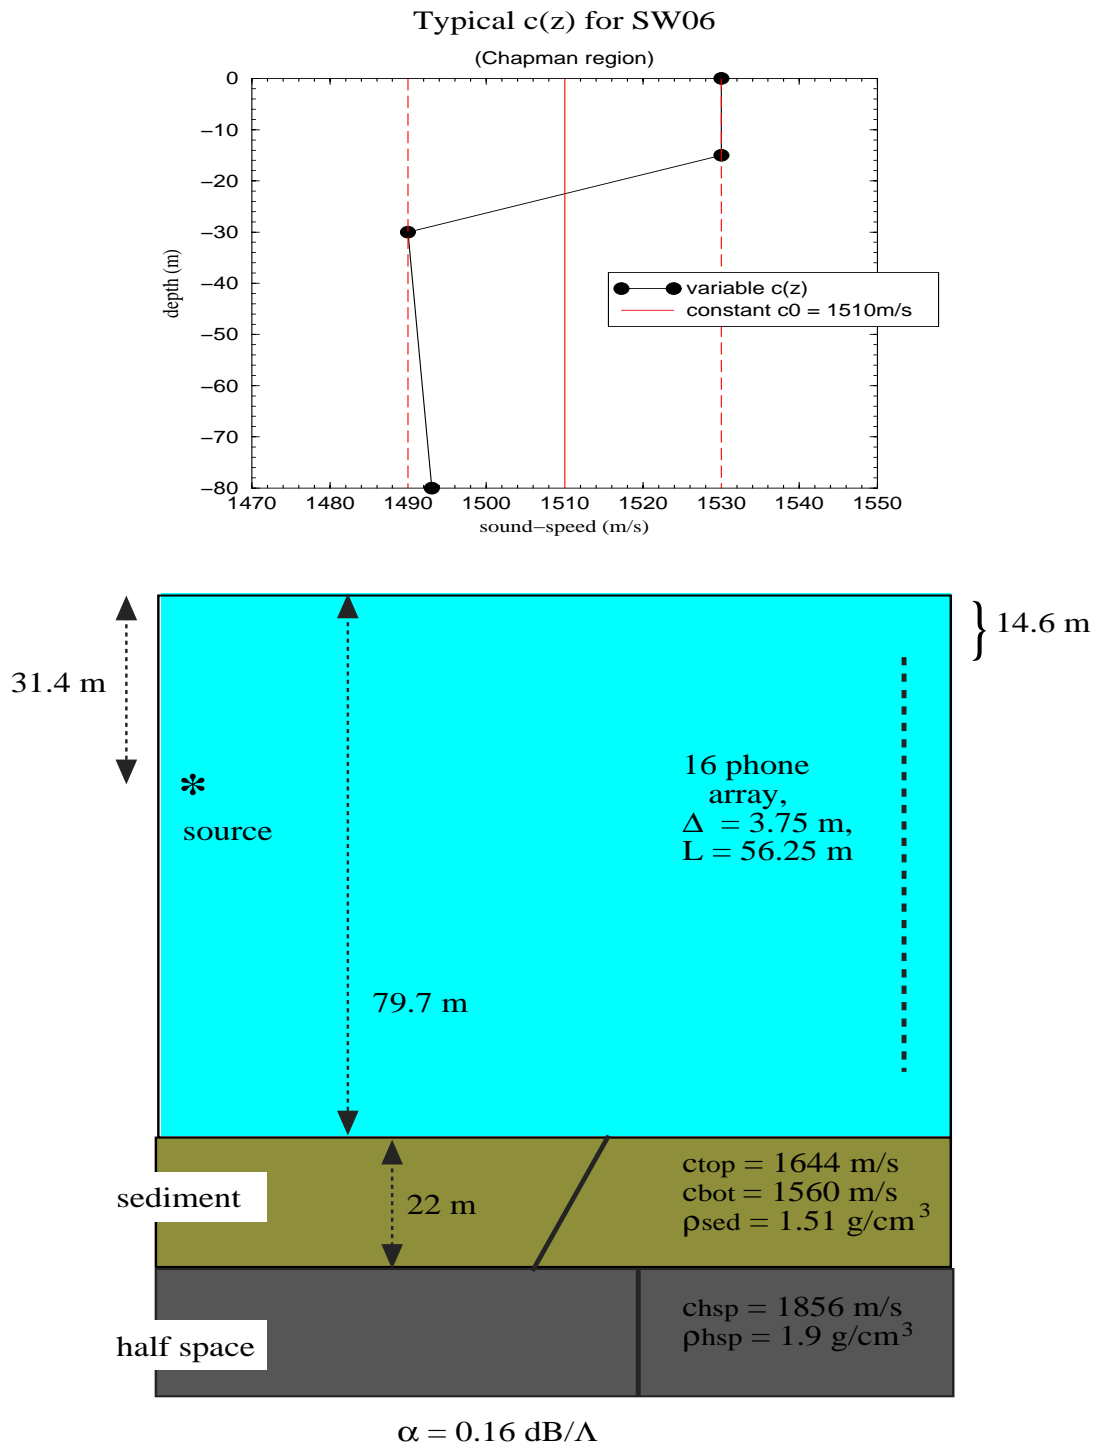 Typical c(z) for SW06
(Chapman region)
0
−10
−20
−30
−40
−50
−60
−70
−80
depth (m)
1470 1480 1490 1500 1510 1520 1530 1540 1550
sound−speed (m/s)
variable c(z)
constant c0 = 1510m/s
14.6 m
31.4 m
*
source
16 phone
array,
Δ = 3.75 m,
L = 56.25 m
79.7 m
sediment
22 m
ctop = 1644 m/s
cbot = 1560 m/s
ρsed = 1.51 g/cm³
half space
chsp = 1856 m/s
ρhsp = 1.9 g/cm³
α = 0.16 dB/Λ